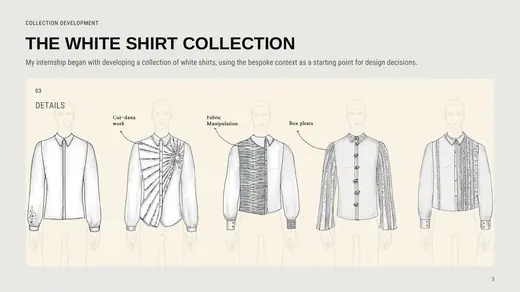 COLLECTION DEVELOPMENT
THE WHITE SHIRT COLLECTION
My internship began with developing a collection of white shirts, using the bespoke context as a starting point for design decisions.
03
DETAILS
Cut-dana
work
Fabric
Manipulation
Box pleats
3